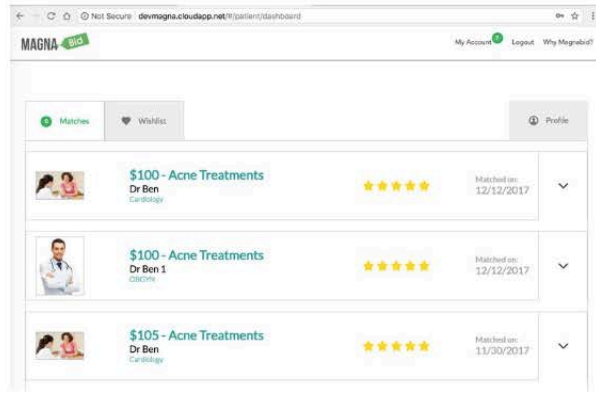 Not Secure devmagna.cloudapp.net/#/patient/dashboard
MAGNA Bid
My Account 7 Logout Why Magnabid?
Matches Wishlist Profile
$100 - Acne Treatments
Dr Ben
Cardiology
Matched on:
12/12/2017
$100 - Acne Treatments
Dr Ben 1
OBGYN
Matched on:
12/12/2017
$105 - Acne Treatments
Dr Ben
Cardiology
Matched on:
11/30/2017